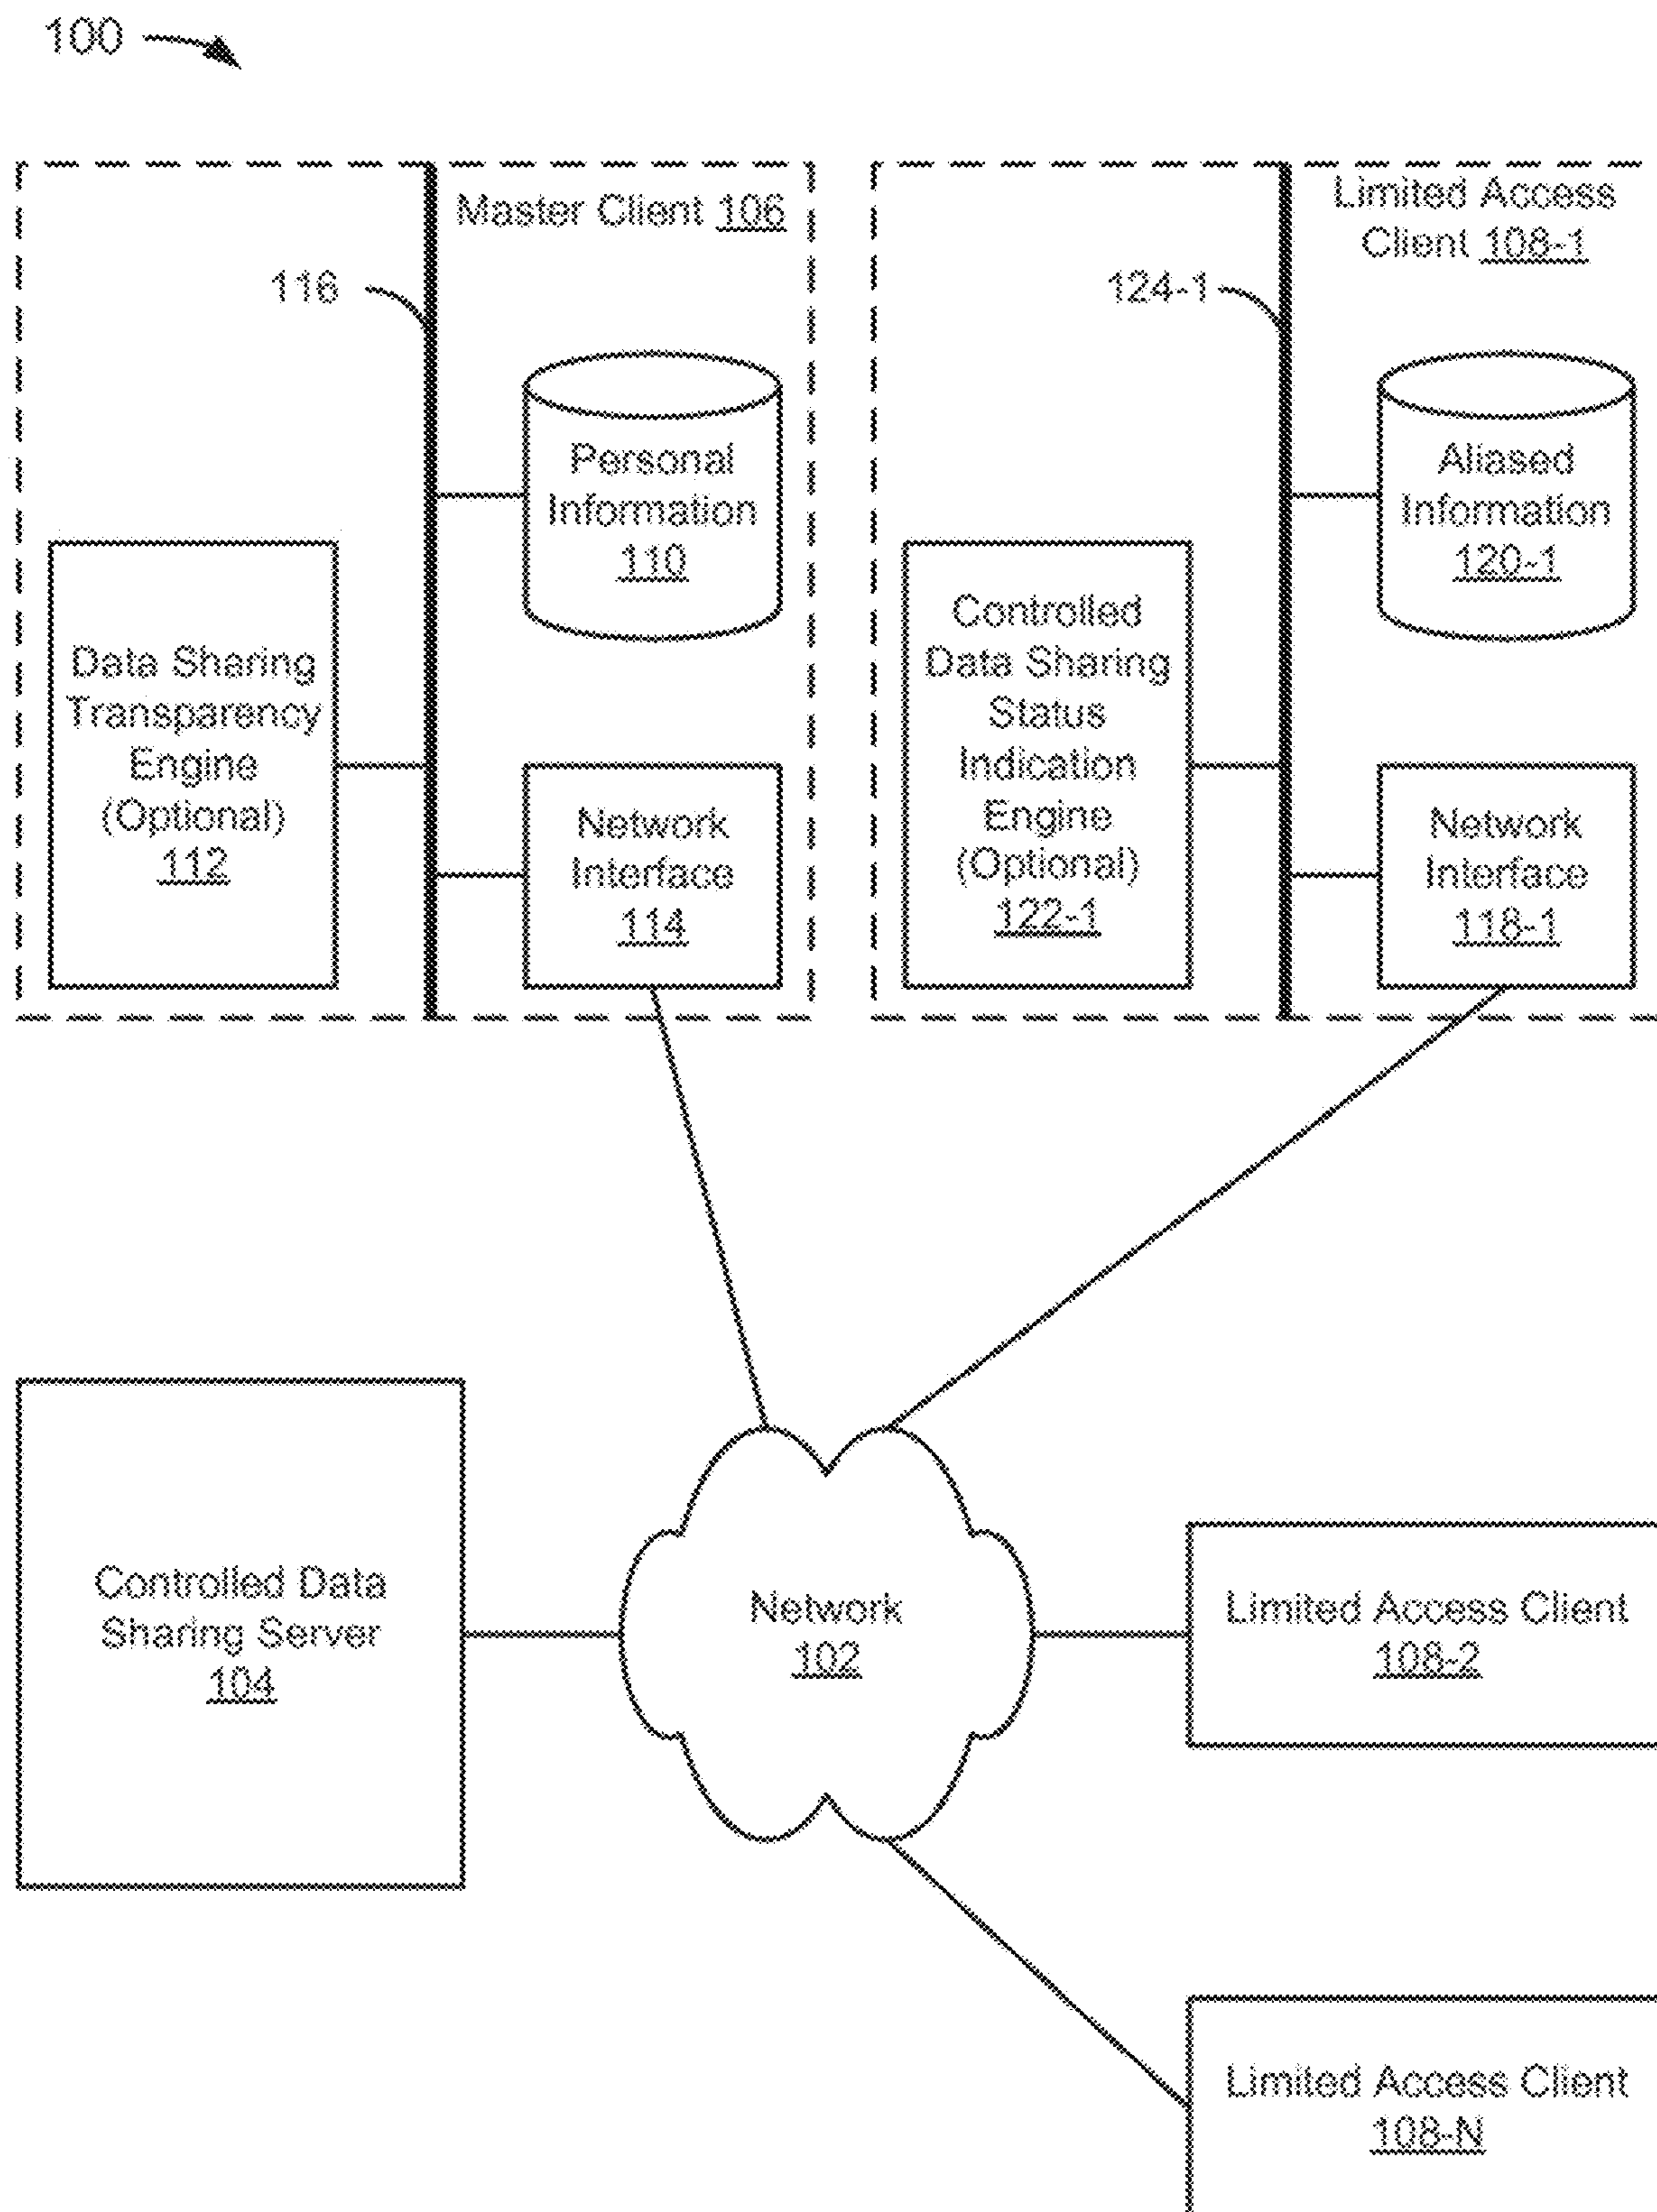 100
Master Client 106
116
Personal
Information
110
Data Sharing
Transparency
Engine
(Optional)
112
Network
Interface
114
Limited Access
Client 108-1
124-1
Aliased
Information
120-1
Controlled
Data Sharing
Status
Indication
Engine
(Optional)
122-1
Network
Interface
118-1
Controlled Data
Sharing Server
104
Network
102
Limited Access Client
108-2
Limited Access Client
108-N